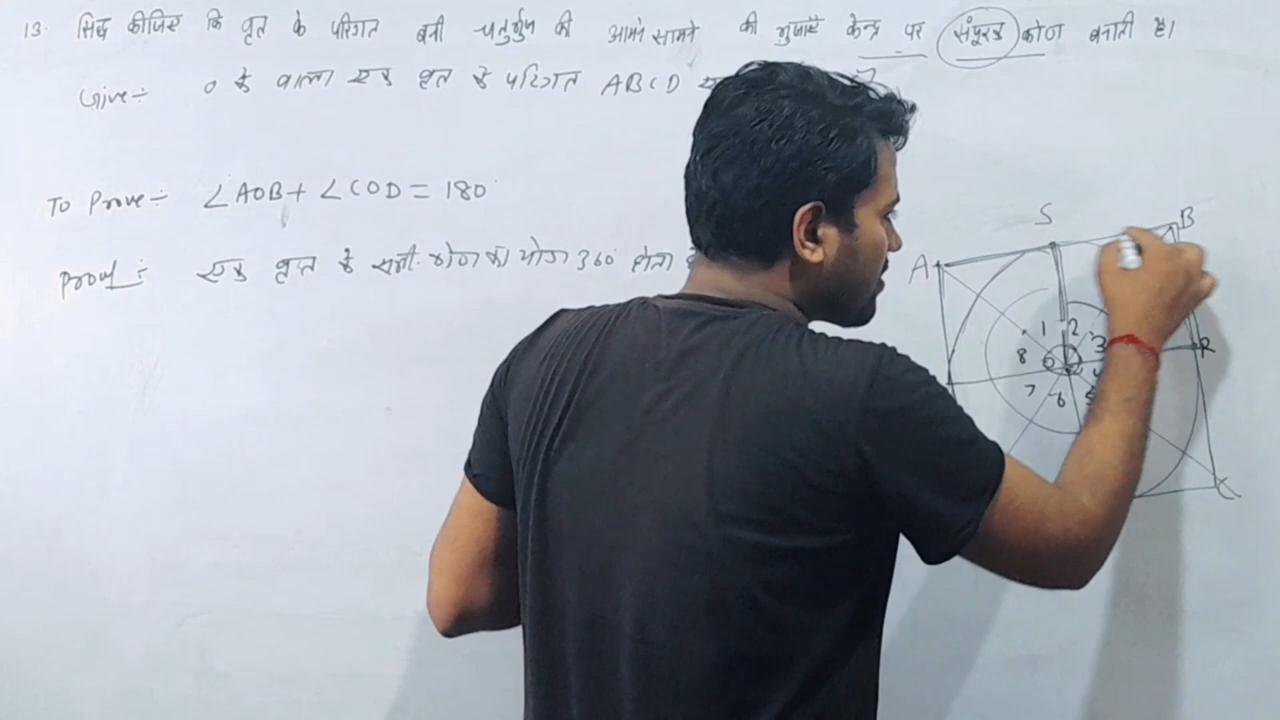 13. सिद्ध कीजिए कि वृत के परिगत बनी चतुर्भुज की आमने सामने की भुजाएँ केन्द्र पर संपूरक कोण बनाती है।
Give:- O के वाला एक वृत के परिगत ABCD
To Prove:- ∠AOB + ∠COD = 180°
Proof:- एक वृत के सभी कोण का योग 360 होता
S
B
A
1 2
3
R
8 O
7 6 5
C